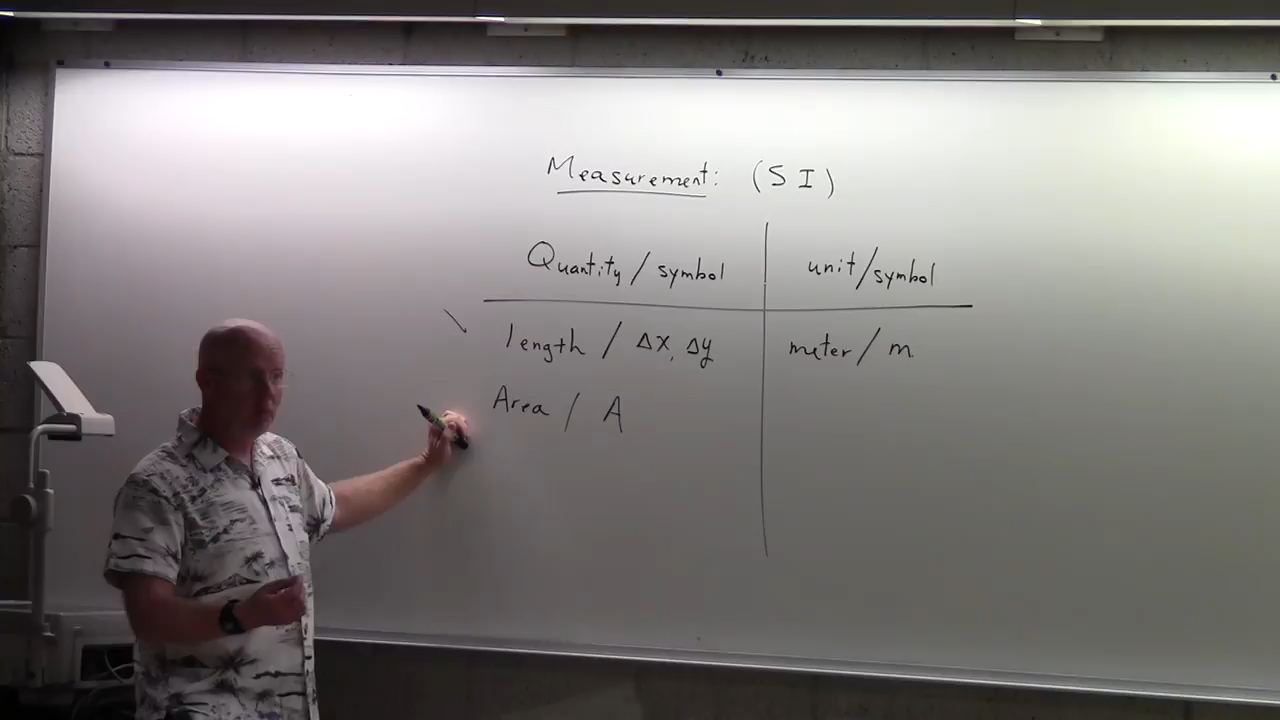 Measurement: (SI)
Quantity / symbol unit/symbol
length / Δx, Δy meter / m
Area / A